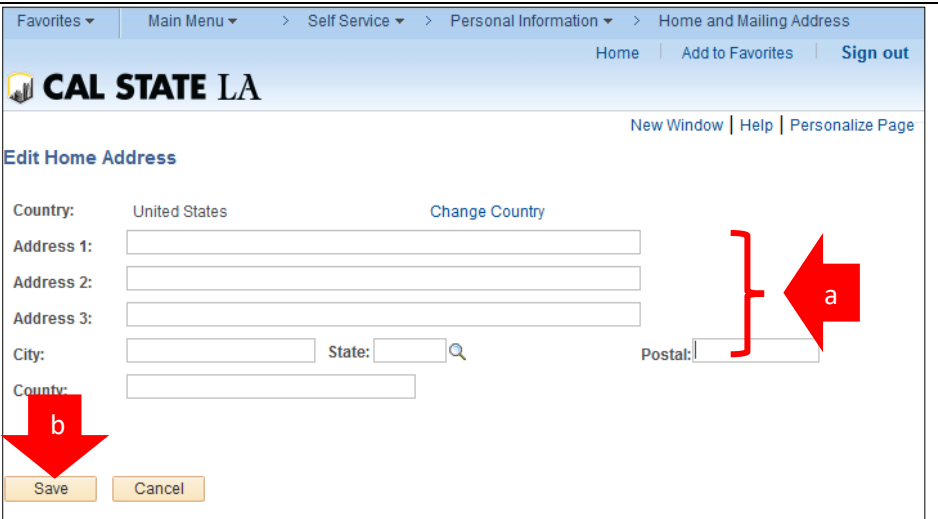 Favorites Main Menu > Self Service > Personal Information > Home and Mailing Address
Home Add to Favorites Sign out
CAL STATE LA
New Window | Help | Personalize Page
Edit Home Address
Country: United States Change Country
Address 1:
Address 2:
a
Address 3:
City: State: Postal:
County:
b
Save Cancel